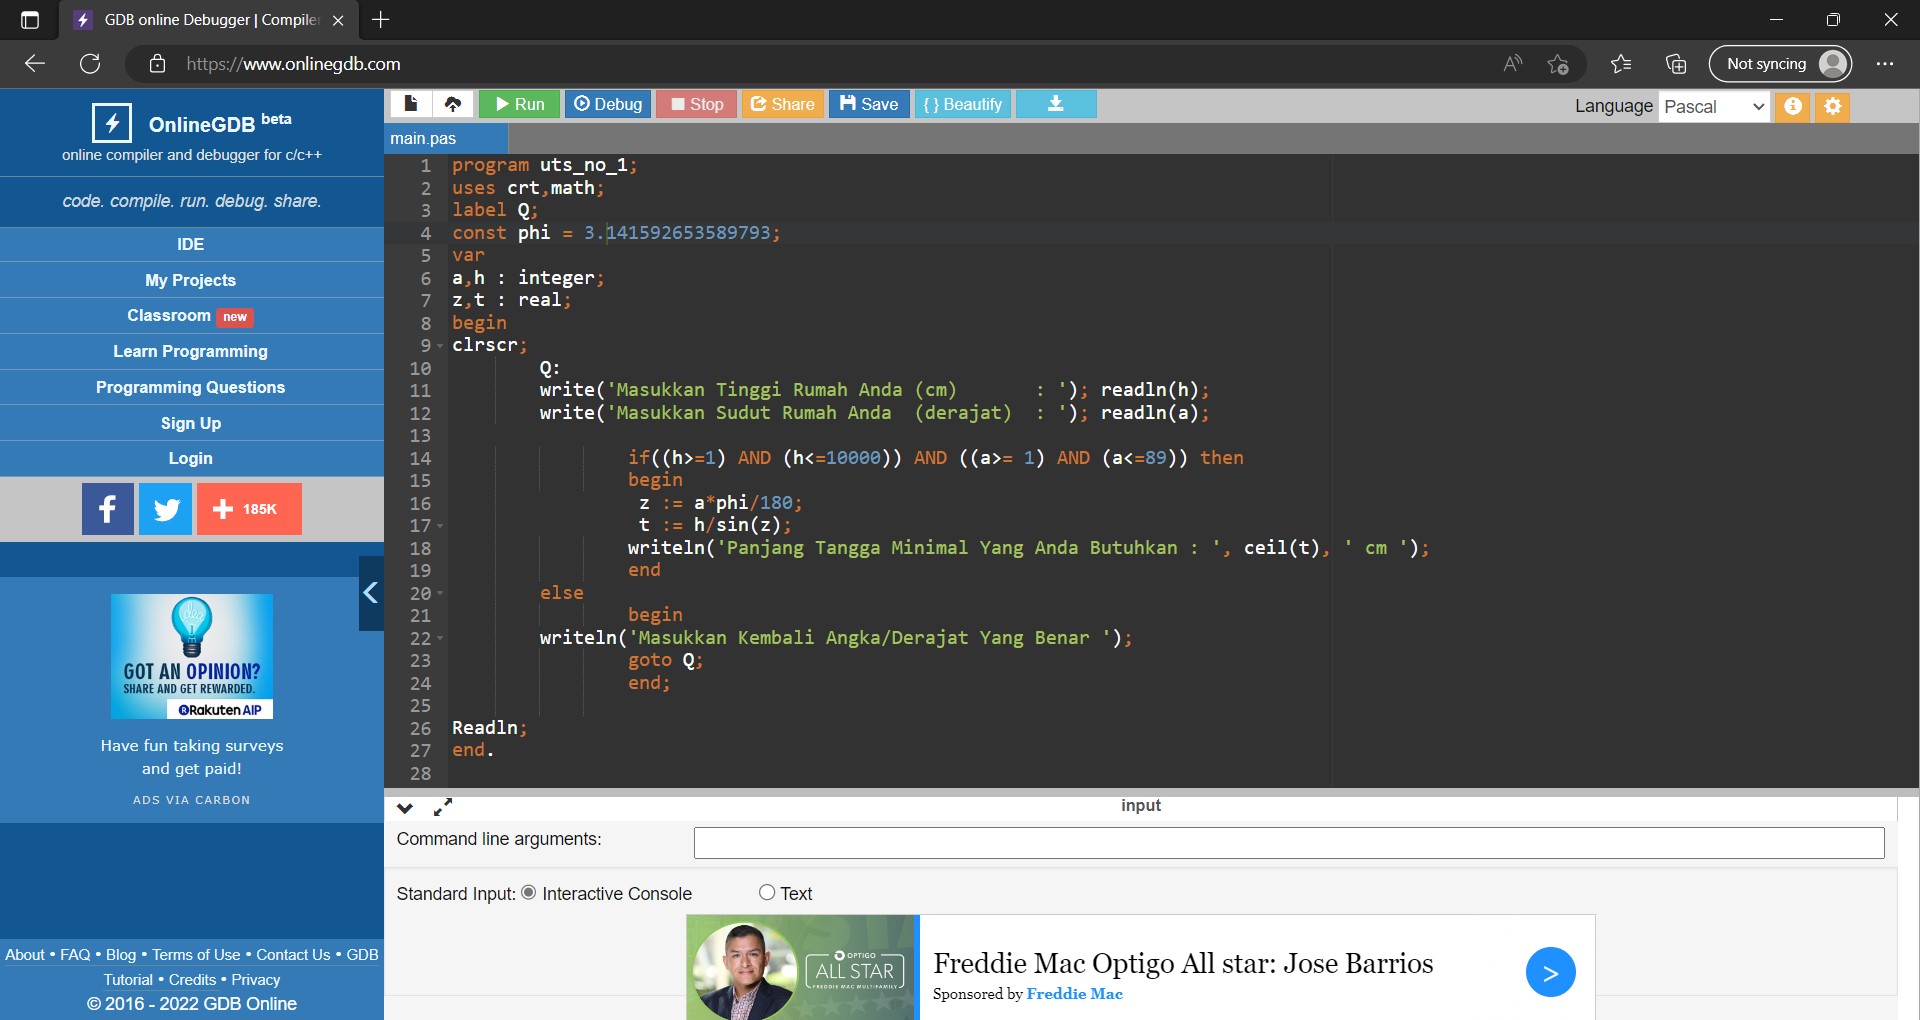 GDB online Debugger | Compiler
https://www.onlinegdb.com
Not syncing
OnlineGDB beta
online compiler and debugger for c/c++
code. compile. run. debug. share.
IDE
My Projects
Classroom new
Learn Programming
Programming Questions
Sign Up
Login
185K
GOT AN OPINION?
SHARE AND GET REWARDED.
Rakuten AIP
Have fun taking surveys
and get paid!
ADS VIA CARBON
About • FAQ • Blog • Terms of Use • Contact Us • GDB
Tutorial • Credits • Privacy
© 2016 - 2022 GDB Online
Run Debug Stop Share Save { } Beautify
Language Pascal
main.pas
1 program uts_no_1;
2 uses crt,math;
3 label Q;
4 const phi = 3.141592653589793;
5 var
6 a,h : integer;
7 z,t : real;
8 begin
9 clrscr;
10 Q:
11 write('Masukkan Tinggi Rumah Anda (cm)       : '); readln(h);
12 write('Masukkan Sudut Rumah Anda  (derajat)  : '); readln(a);
13
14 if((h>=1) AND (h<=10000)) AND ((a>= 1) AND (a<=89)) then
15 begin
16 z := a*phi/180;
17 t := h/sin(z);
18 writeln('Panjang Tangga Minimal Yang Anda Butuhkan : ', ceil(t), ' cm ');
19 end
20 else
21 begin
22 writeln('Masukkan Kembali Angka/Derajat Yang Benar ');
23 goto Q;
24 end;
25
26 Readln;
27 end.
28
input
Command line arguments:
Standard Input: Interactive Console Text
OPTIGO
ALL STAR
FREDDIE MAC MULTIFAMILY
Freddie Mac Optigo All star: Jose Barrios
Sponsored by Freddie Mac